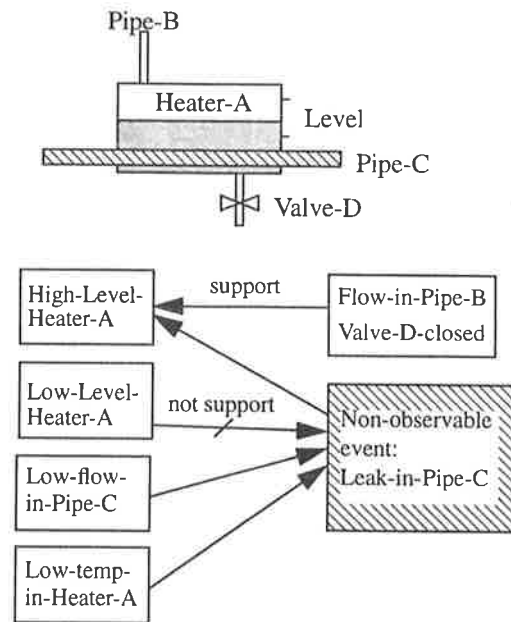 Pipe-B
Heater-A
Level
Pipe-C
Valve-D
High-Level-
Heater-A
support
Flow-in-Pipe-B
Valve-D-closed
Low-Level-
Heater-A
not support
Non-observable
event:
Leak-in-Pipe-C
Low-flow-
in-Pipe-C
Low-temp-
in-Heater-A